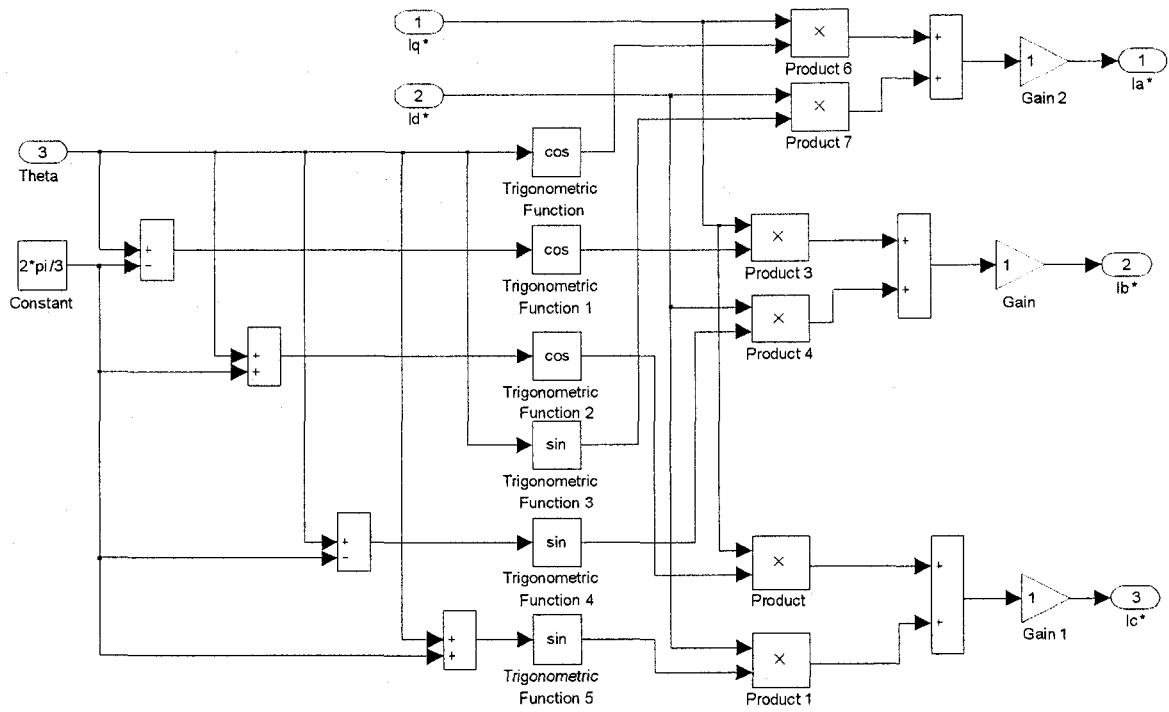 1
Iq*
×
Product 6
+
+
1
Gain 2
1
Ia*
2
Id*
×
Product 7
3
Theta
cos
Trigonometric
Function
2*pi/3
Constant
+
−
cos
Trigonometric
Function 1
×
Product 3
+
+
1
Gain
2
Ib*
×
Product 4
+
+
cos
Trigonometric
Function 2
sin
Trigonometric
Function 3
+
−
sin
Trigonometric
Function 4
×
Product
+
+
1
Gain 1
3
Ic*
+
+
sin
Trigonometric
Function 5
×
Product 1